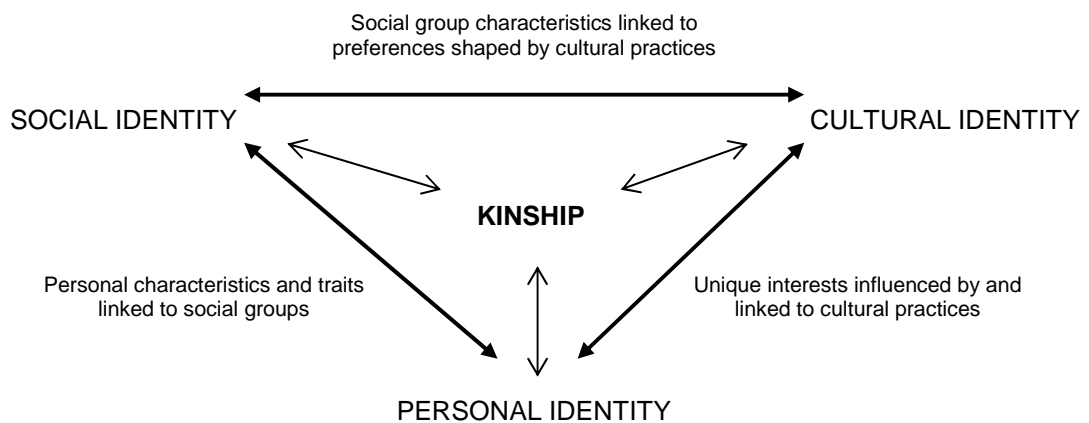 Social group characteristics linked to
preferences shaped by cultural practices
SOCIAL IDENTITY
CULTURAL IDENTITY
KINSHIP
Personal characteristics and traits
linked to social groups
Unique interests influenced by and
linked to cultural practices
PERSONAL IDENTITY